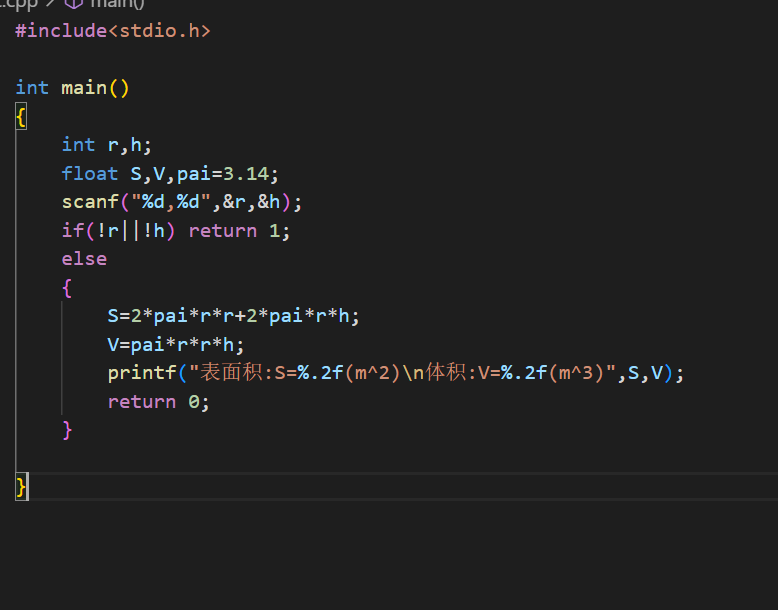 .cpp > main()
#include<stdio.h>
int main()
{
int r,h;
float S,V,pai=3.14;
scanf("%d,%d",&r,&h);
if(!r||!h) return 1;
else
{
S=2*pai*r*r+2*pai*r*h;
V=pai*r*r*h;
printf("表面积:S=%.2f(m^2)\n体积:V=%.2f(m^3)",S,V);
return 0;
}
}